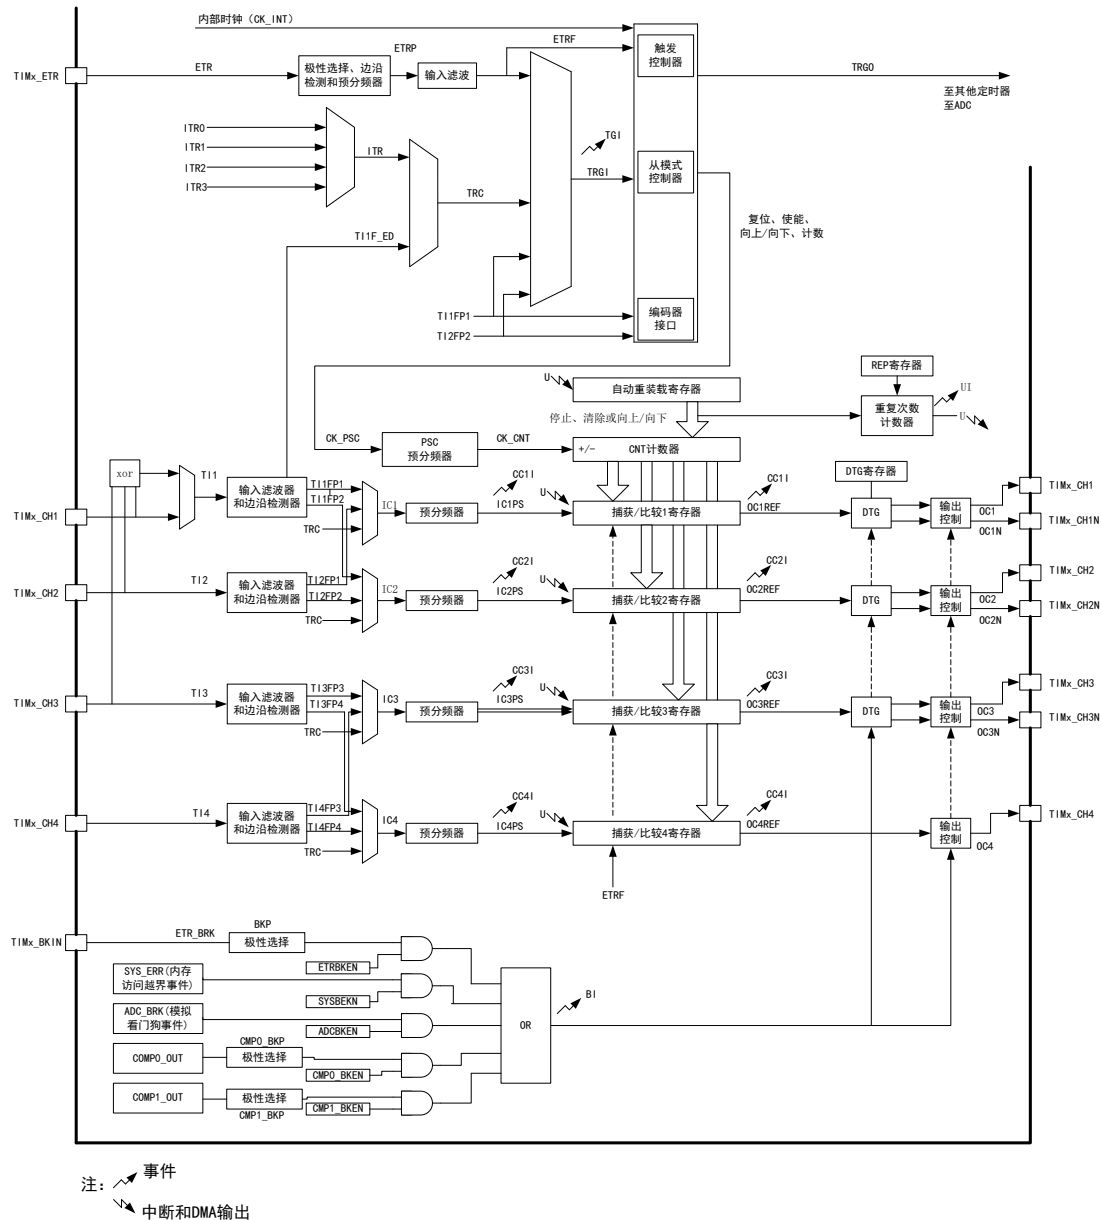 内部时钟（CK_INT）
TIMx_ETR
ETR
极性选择、边沿
检测和预分频器
ETRP
输入滤波
ETRF
触发
控制器
TRGO
至其他定时器
至ADC
ITR0
ITR1
ITR2
ITR3
ITR
TRC
TI1F_ED
TGI
TRGI
从模式
控制器
复位、使能、
向上/向下、计数
TI1FP1
TI2FP2
编码器
接口
REP寄存器
U
自动重装载寄存器
UI
重复次数
计数器
U
停止、清除或向上/向下
CK_PSC
PSC
预分频器
CK_CNT
+/-
CNT计数器
xor
TI1
输入滤波器
和边沿检测器
TI1FP1
TI1FP2
TRC
IC1
预分频器
CC1I
IC1PS
U
捕获/比较1寄存器
CC1I
OC1REF
DTG寄存器
DTG
输出
控制
OC1
OC1N
TIMx_CH1
TIMx_CH1
TIMx_CH1N
TIMx_CH2
TI2
输入滤波器
和边沿检测器
TI2FP1
TI2FP2
TRC
IC2
预分频器
CC2I
IC2PS
U
捕获/比较2寄存器
CC2I
OC2REF
DTG
输出
控制
OC2
OC2N
TIMx_CH2
TIMx_CH2N
TIMx_CH3
TI3
输入滤波器
和边沿检测器
TI3FP3
TI3FP4
TRC
IC3
预分频器
CC3I
IC3PS
U
捕获/比较3寄存器
CC3I
OC3REF
DTG
输出
控制
OC3
OC3N
TIMx_CH3
TIMx_CH3N
TIMx_CH4
TI4
输入滤波器
和边沿检测器
TI4FP3
TI4FP4
TRC
IC4
预分频器
CC4I
IC4PS
U
捕获/比较4寄存器
CC4I
OC4REF
输出
控制
OC4
TIMx_CH4
ETRF
TIMx_BKIN
ETR_BRK
BKP
极性选择
ETRBKEN
SYS_ERR(内存
访问越界事件)
SYSBEKN
ADC_BRK(模拟
看门狗事件)
ADCBKEN
OR
BI
COMP0_OUT
CMP0_BKP
极性选择
CMP0_BKEN
COMP1_OUT
极性选择
CMP1_BKP
CMP1_BKEN
注：
事件
中断和DMA输出